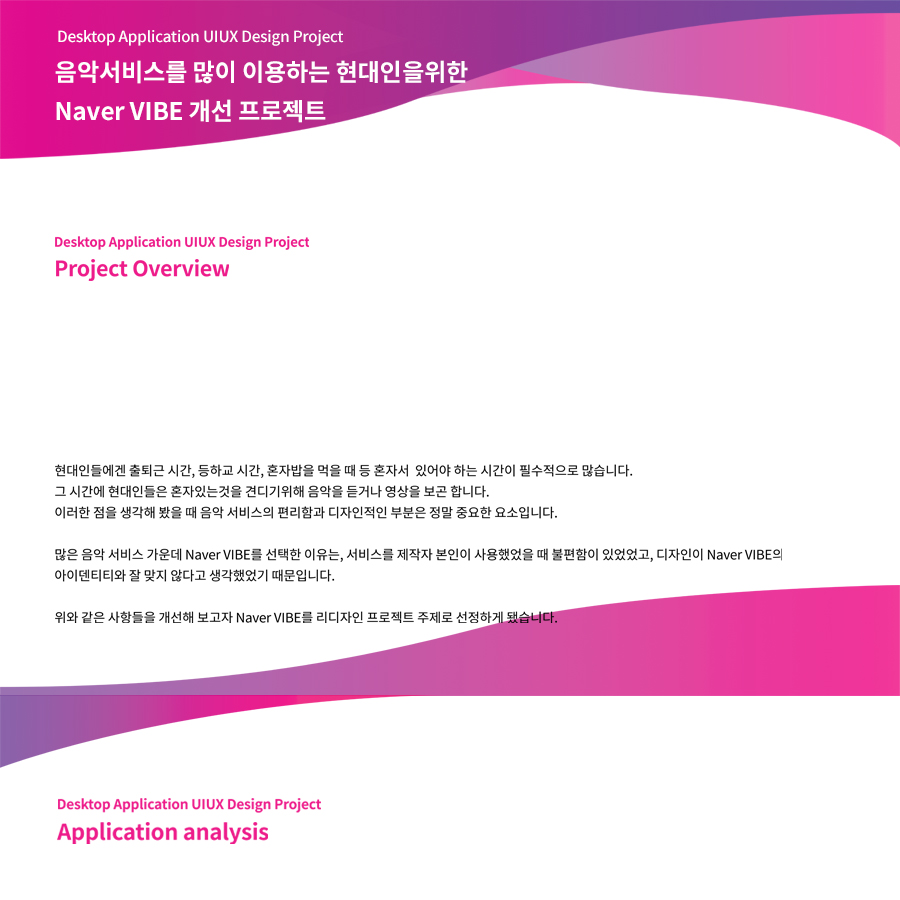 Desktop Application UIUX Design Project
음악서비스를 많이 이용하는 현대인을위한
Naver VIBE 개선 프로젝트
Desktop Application UIUX Design Project
Project Overview
현대인들에겐 출퇴근 시간, 등하교 시간, 혼자밥을 먹을 때 등 혼자서 있어야 하는 시간이 필수적으로 많습니다.
그 시간에 현대인들은 혼자있는것을 견디기위해 음악을 듣거나 영상을 보곤 합니다.
이러한 점을 생각해 봤을 때 음악 서비스의 편리함과 디자인적인 부분은 정말 중요한 요소입니다.
많은 음악 서비스 가운데 Naver VIBE를 선택한 이유는, 서비스를 제작자 본인이 사용했었을 때 불편함이 있었었고, 디자인이 Naver VIBE의
아이덴티티와 잘 맞지 않다고 생각했었기 때문입니다.
위와 같은 사항들을 개선해 보고자 Naver VIBE를 리디자인 프로젝트 주제로 선정하게 됐습니다.
Desktop Application UIUX Design Project
Application analysis